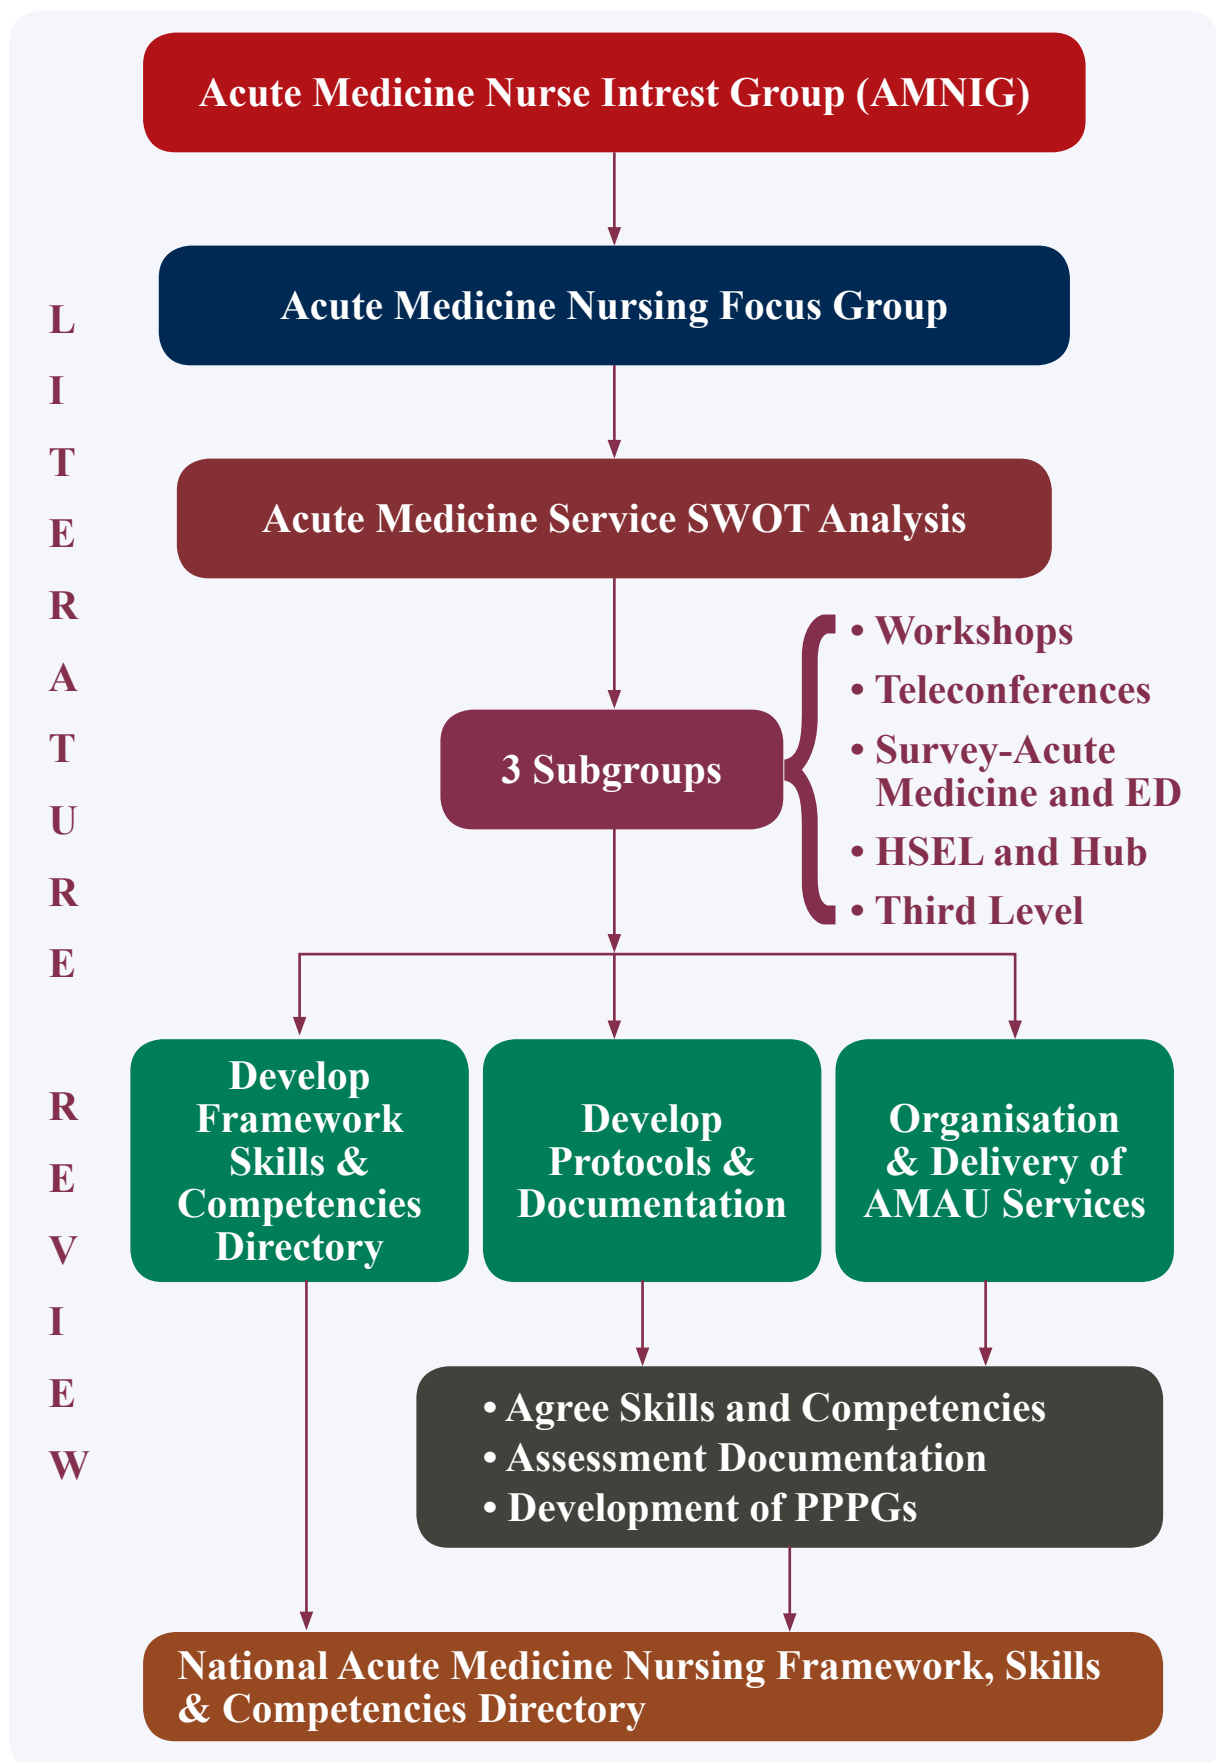 Acute Medicine Nurse Intrest Group (AMNIG)
Acute Medicine Nursing Focus Group
Acute Medicine Service SWOT Analysis
3 Subgroups
• Workshops
• Teleconferences
• Survey-Acute
Medicine and ED
• HSEL and Hub
• Third Level
Develop
Framework
Skills &
Competencies
Directory
Develop
Protocols &
Documentation
Organisation
& Delivery of
AMAU Services
• Agree Skills and Competencies
• Assessment Documentation
• Development of PPPGs
National Acute Medicine Nursing Framework, Skills
& Competencies Directory
LITERATURE REVIEW